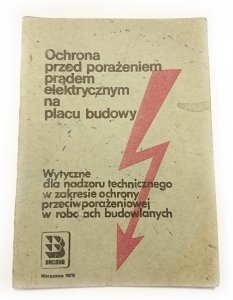 Ochrona
przed porażeniem
prądem
elektrycznym
na
placu budowy
Wytyczne
dla nadzoru technicznego
w zakresie ochrony
przeciwporażeniowej
w robotach budowlanych
Warszawa